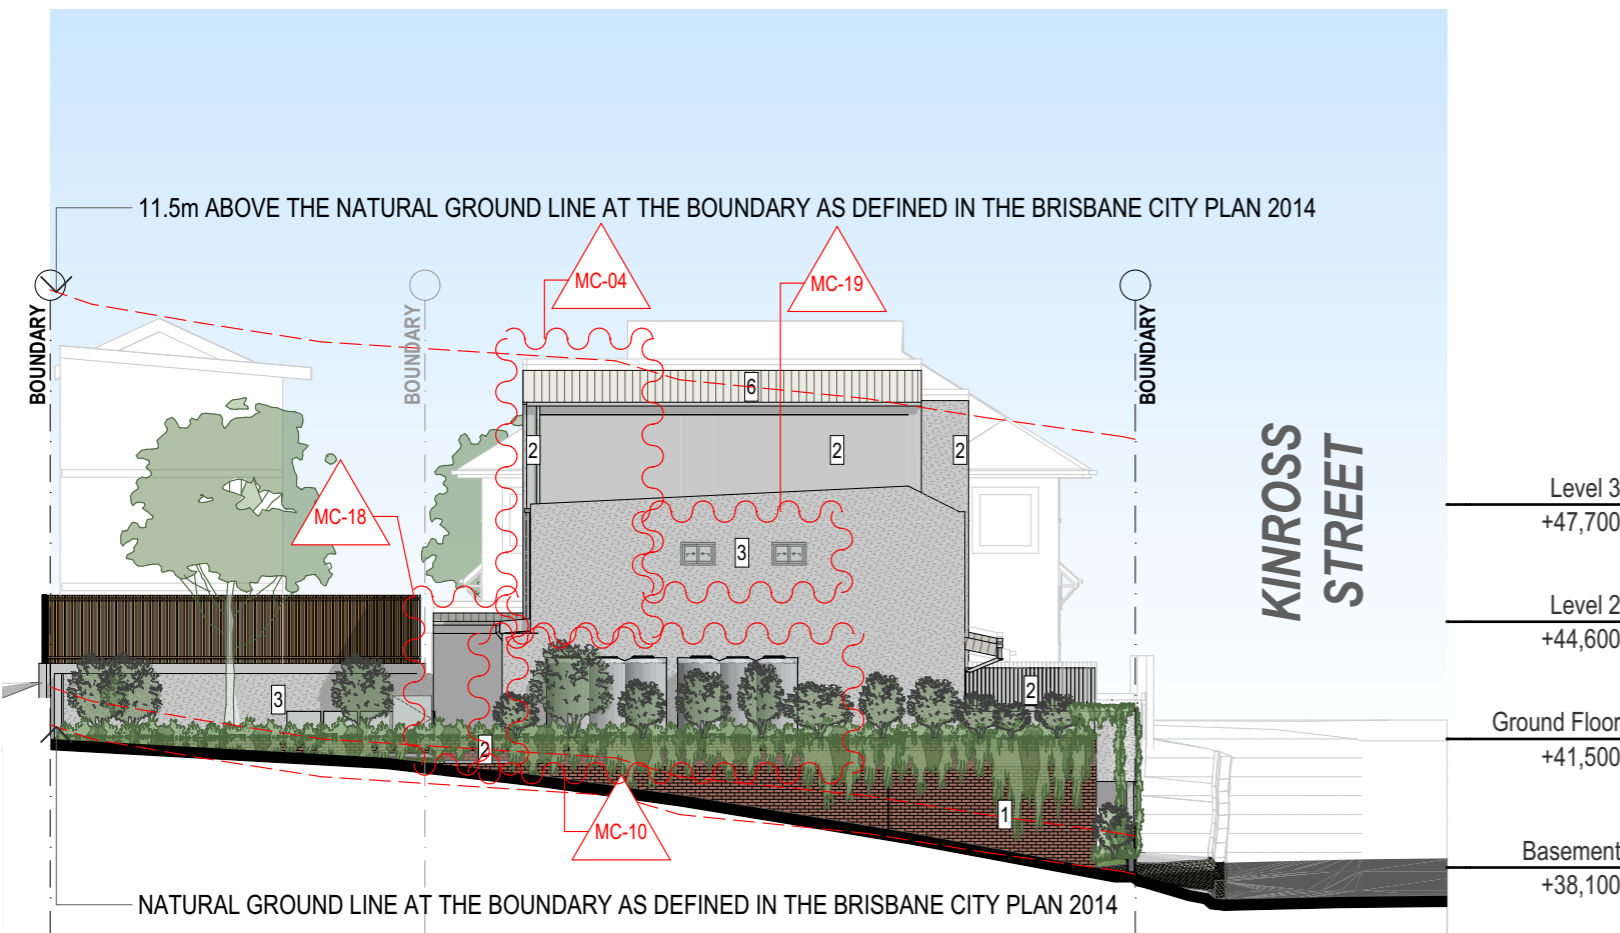 11.5m ABOVE THE NATURAL GROUND LINE AT THE BOUNDARY AS DEFINED IN THE BRISBANE CITY PLAN 2014
MC-04
MC-19
BOUNDARY
BOUNDARY
BOUNDARY
6
2
2
2
KINROSS
STREET
Level 3
+47,700
MC-18
3
Level 2
+44,600
3
2
Ground Floor
+41,500
2
1
MC-10
Basement
+38,100
NATURAL GROUND LINE AT THE BOUNDARY AS DEFINED IN THE BRISBANE CITY PLAN 2014